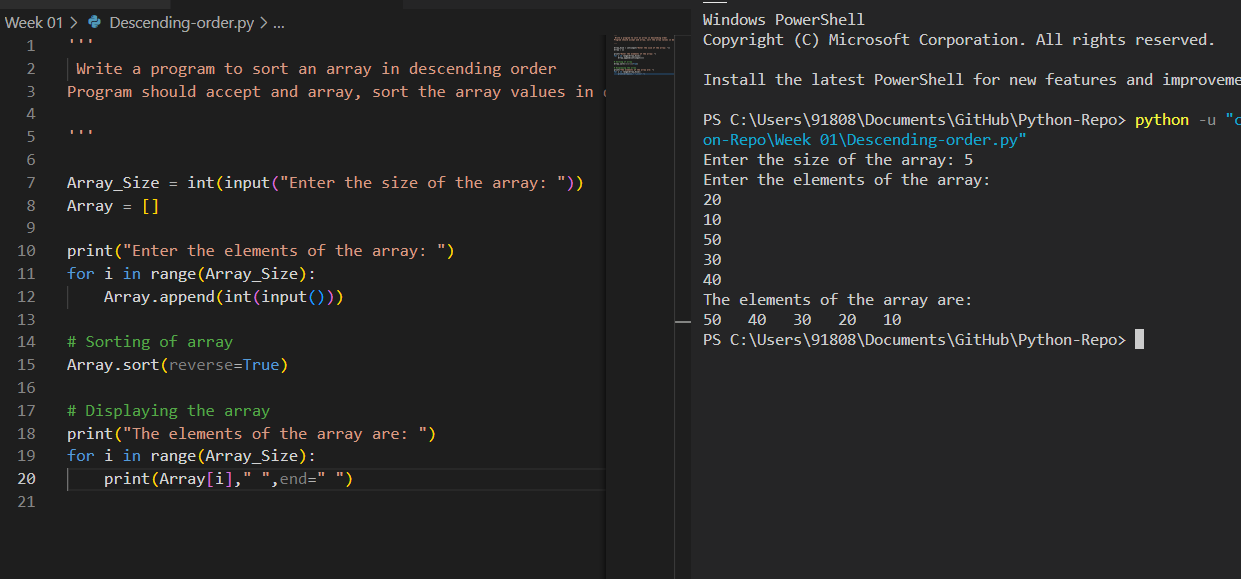 Week 01 > Descending-order.py > ...
1 '''
2 Write a program to sort an array in descending order
3 Program should accept and array, sort the array values in
4
5 '''
6
7 Array_Size = int(input("Enter the size of the array: "))
8 Array = []
9
10 print("Enter the elements of the array: ")
11 for i in range(Array_Size):
12 Array.append(int(input()))
13
14 # Sorting of array
15 Array.sort(reverse=True)
16
17 # Displaying the array
18 print("The elements of the array are: ")
19 for i in range(Array_Size):
20 print(Array[i]," ",end=" ")
21
Windows PowerShell
Copyright (C) Microsoft Corporation. All rights reserved.
Install the latest PowerShell for new features and improveme
PS C:\Users\91808\Documents\GitHub\Python-Repo> python -u "c
on-Repo\Week 01\Descending-order.py"
Enter the size of the array: 5
Enter the elements of the array:
20
10
50
30
40
The elements of the array are:
50 40 30 20 10
PS C:\Users\91808\Documents\GitHub\Python-Repo>